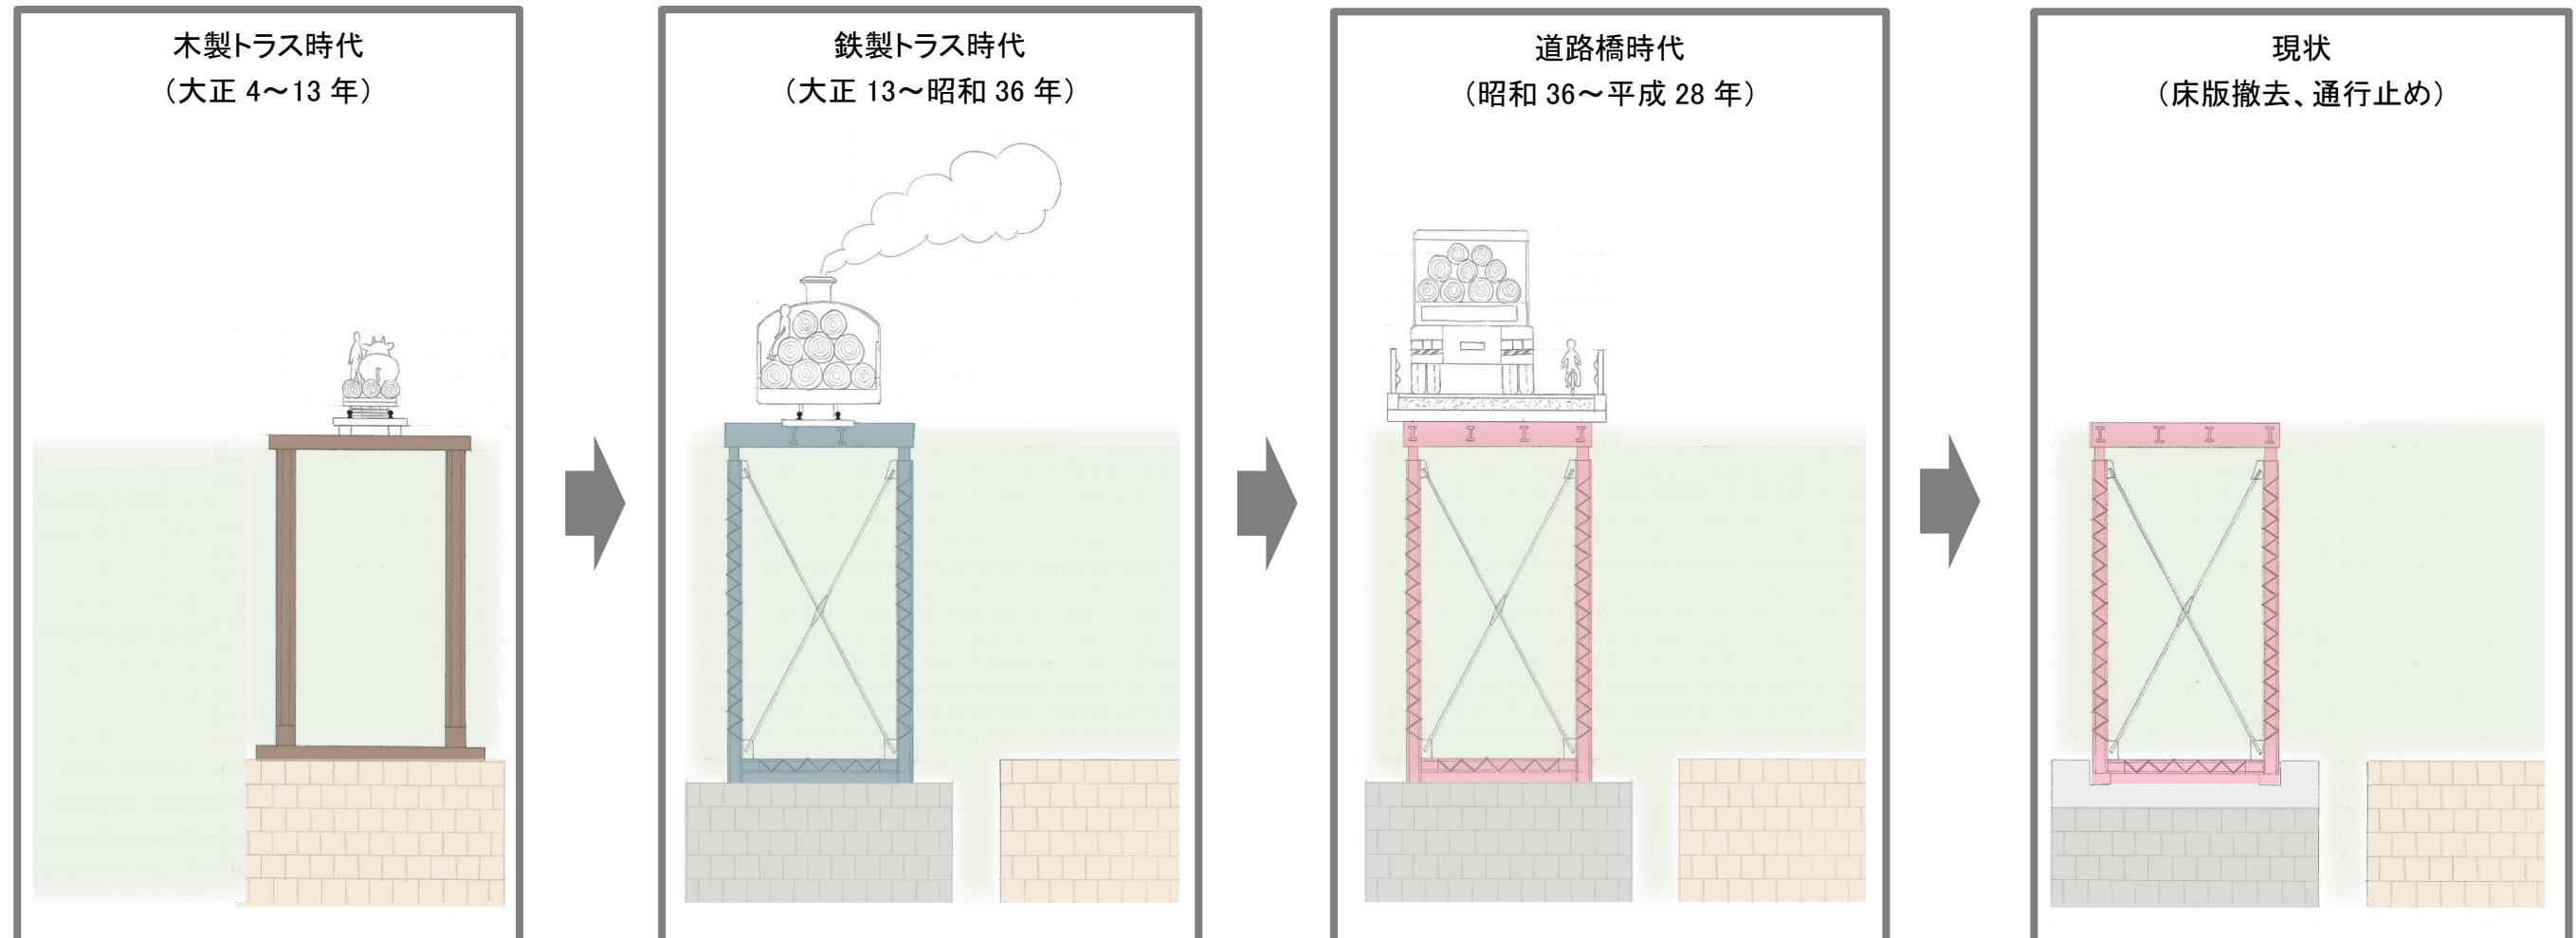 木製トラス時代
（大正 4～13 年）
鉄製トラス時代
（大正 13～昭和 36 年）
道路橋時代
（昭和 36～平成 28 年）
現状
（床版撤去、通行止め）